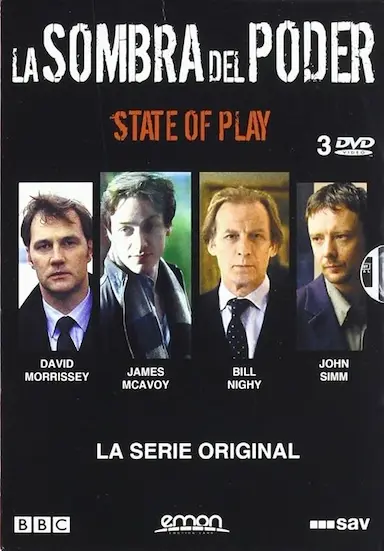 LA SOMBRA DEL PODER
STATE OF PLAY
3 DVD
VIDEO
DAVID
MORRISSEY
JAMES
MCAVOY
BILL
NIGHY
JOHN
SIMM
LA SERIE ORIGINAL
BBC
emon
sav